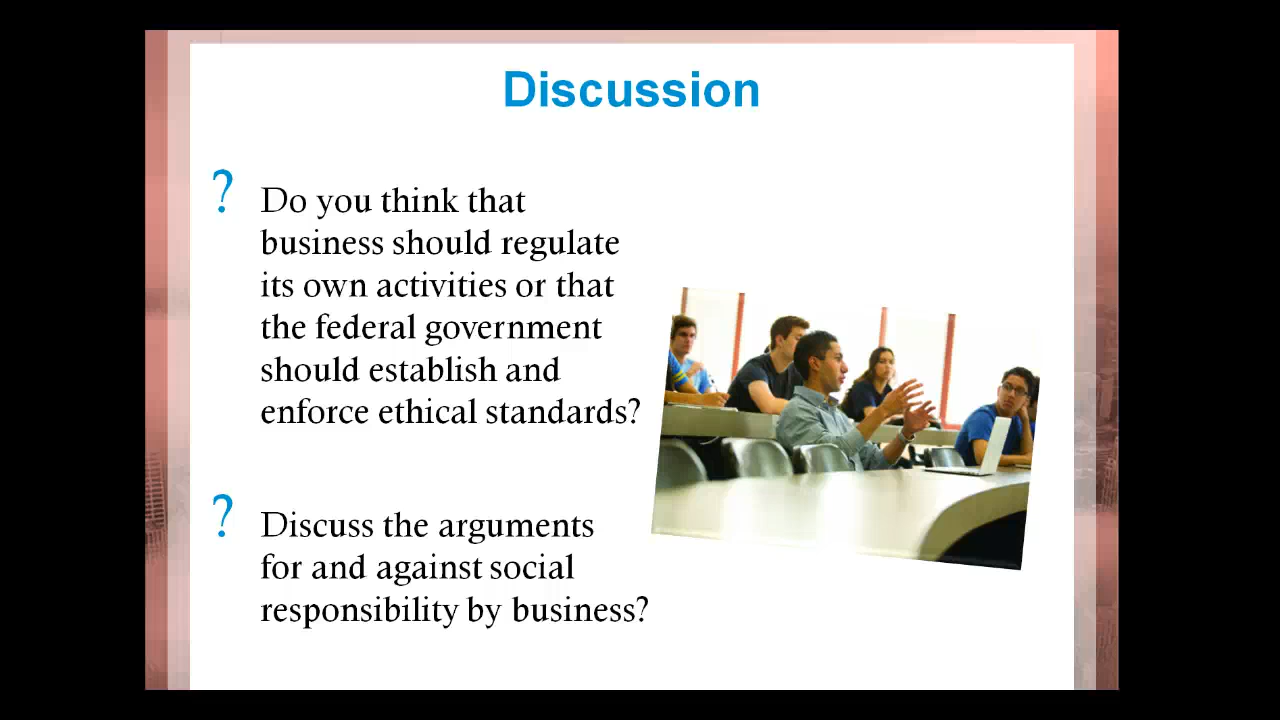 Discussion
? Do you think that
business should regulate
its own activities or that
the federal government
should establish and
enforce ethical standards?
? Discuss the arguments
for and against social
responsibility by business?